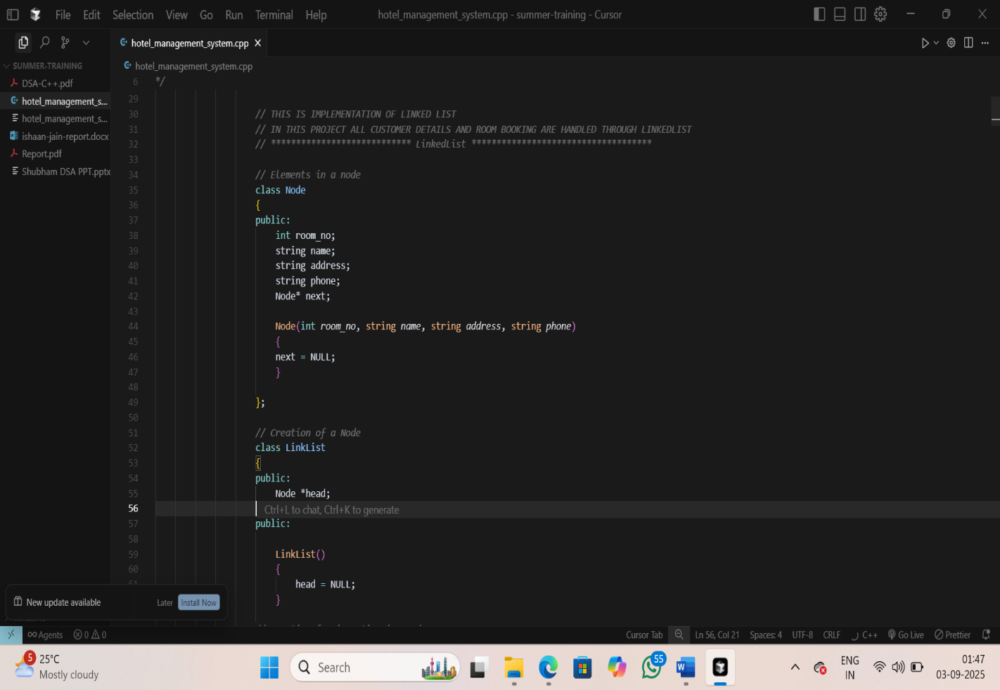 File Edit Selection View Go Run Terminal Help
hotel_management_system.cpp - summer-training - Cursor
hotel_management_system.cpp X
SUMMER-TRAINING
DSA-C++.pdf
hotel_management_s...
hotel_management_s...
ishaan-jain-report.docx
Report.pdf
Shubham DSA PPT.pptx
hotel_management_system.cpp
6 */
29
30 // THIS IS IMPLEMENTATION OF LINKED LIST
31 // IN THIS PROJECT ALL CUSTOMER DETAILS AND ROOM BOOKING ARE HANDLED THROUGH LINKEDLIST
32 // **************************** LinkedList ************************************
33
34 // Elements in a node
35 class Node
36 {
37 public:
38 int room_no;
39 string name;
40 string address;
41 string phone;
42 Node* next;
43
44 Node(int room_no, string name, string address, string phone)
45 {
46 next = NULL;
47 }
48
49 };
50
51 // Creation of a Node
52 class LinkList
53 {
54 public:
55 Node *head;
56 Ctrl+L to chat, Ctrl+K to generate
57 public:
58
59 LinkList()
60 {
61 head = NULL;
}
New update available Later Install Now
Agents 0 0
Cursor Tab Ln 56, Col 21 Spaces: 4 UTF-8 CRLF C++ Go Live Prettier
5 25°C
Mostly cloudy
Search
55
ENG
IN
01:47
03-09-2025